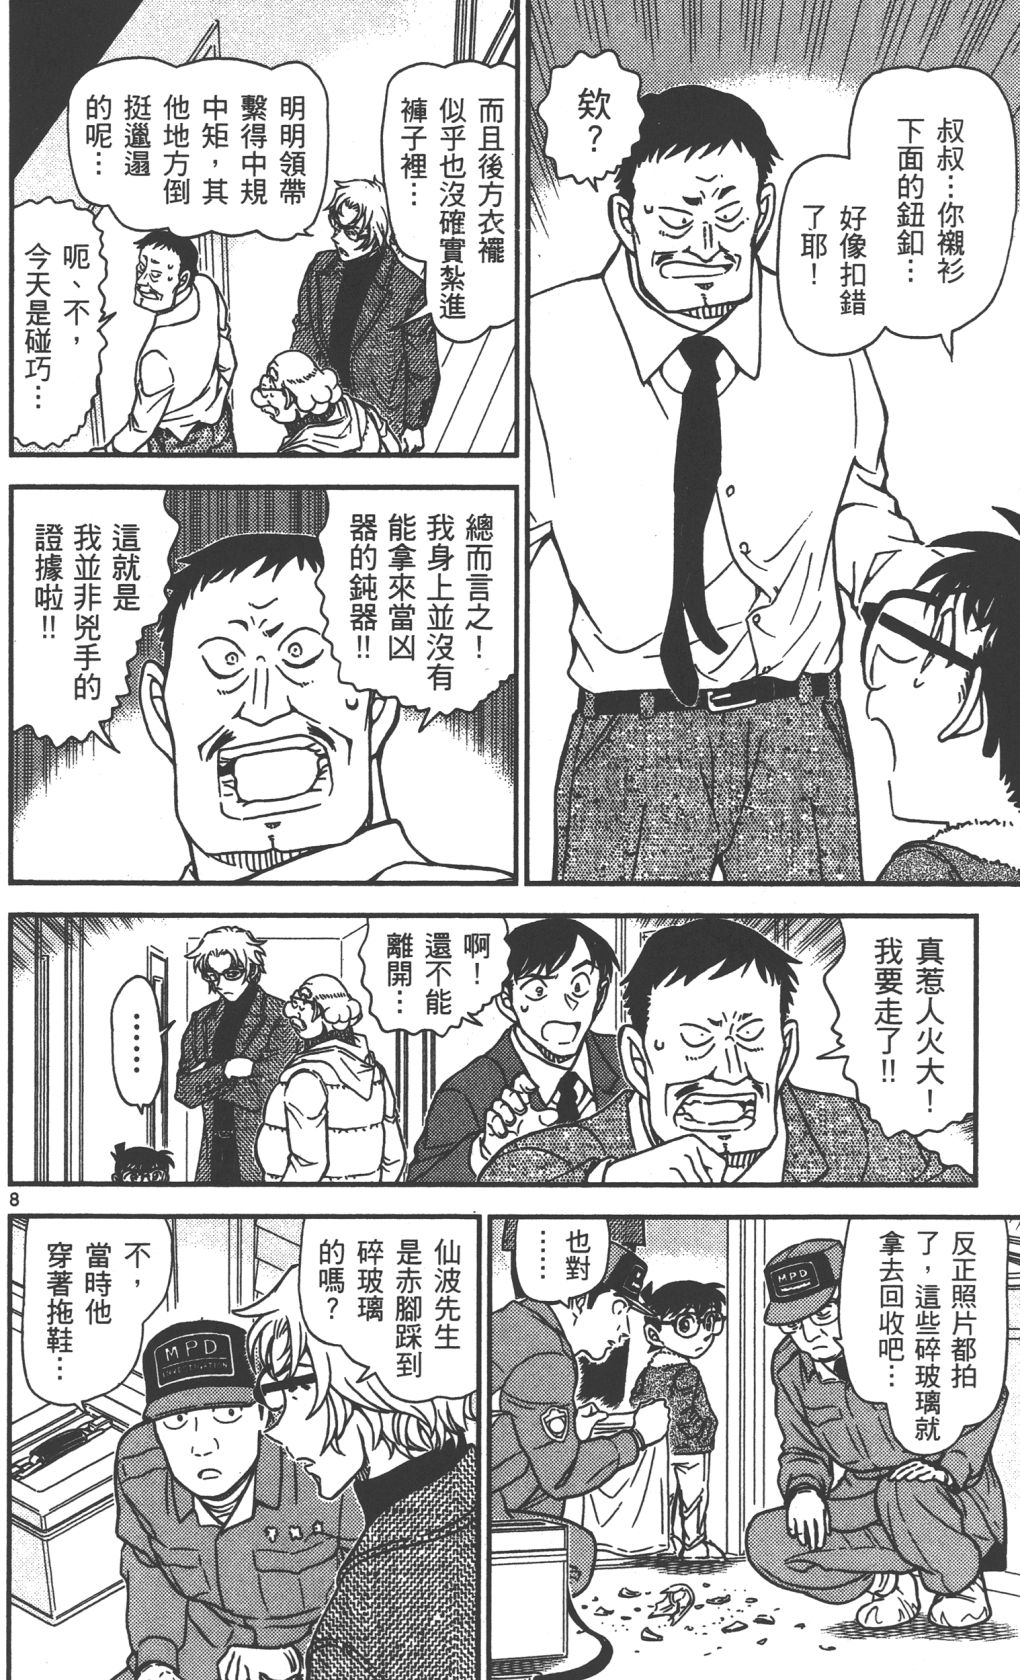 叔叔…你襯衫
下面的鈕釦…
好像扣錯
了耶！
欸？
而且後方衣襬
似乎也沒確實紮進
褲子裡…
明明領帶
繫得中規
中矩，其
他地方倒
挺邋遢
的呢…
呃、不，
今天是碰巧…
總而言之！
我身上並沒有
能拿來當凶
器的鈍器!!
這就是
我並非兇手的
證據啦!!
真惹人火大！
我要走了!!
啊！
還不能
離開…
……
8
反正照片都拍
了，這些碎玻璃就
拿去回收吧…
MPD
也對
……
仙波先生
是赤腳踩到
碎玻璃
的嗎？
不，
當時他
穿著拖鞋…
MPD
INVESTIGATION